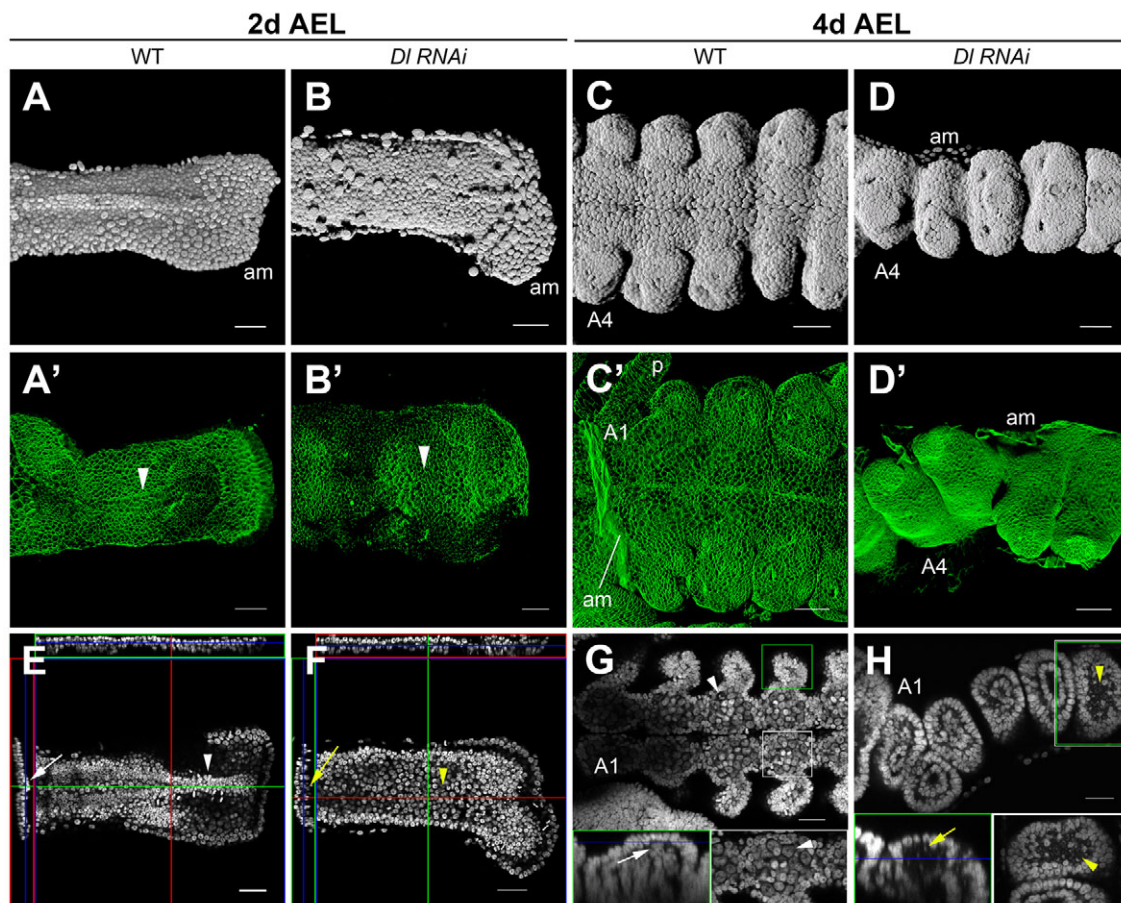 2d AEL 4d AEL
WT Dl RNAi WT Dl RNAi
A B C D
am
am am
A4 A4
A' B' C' D'
p am
A1
A4
am
E F G H
A1
A1